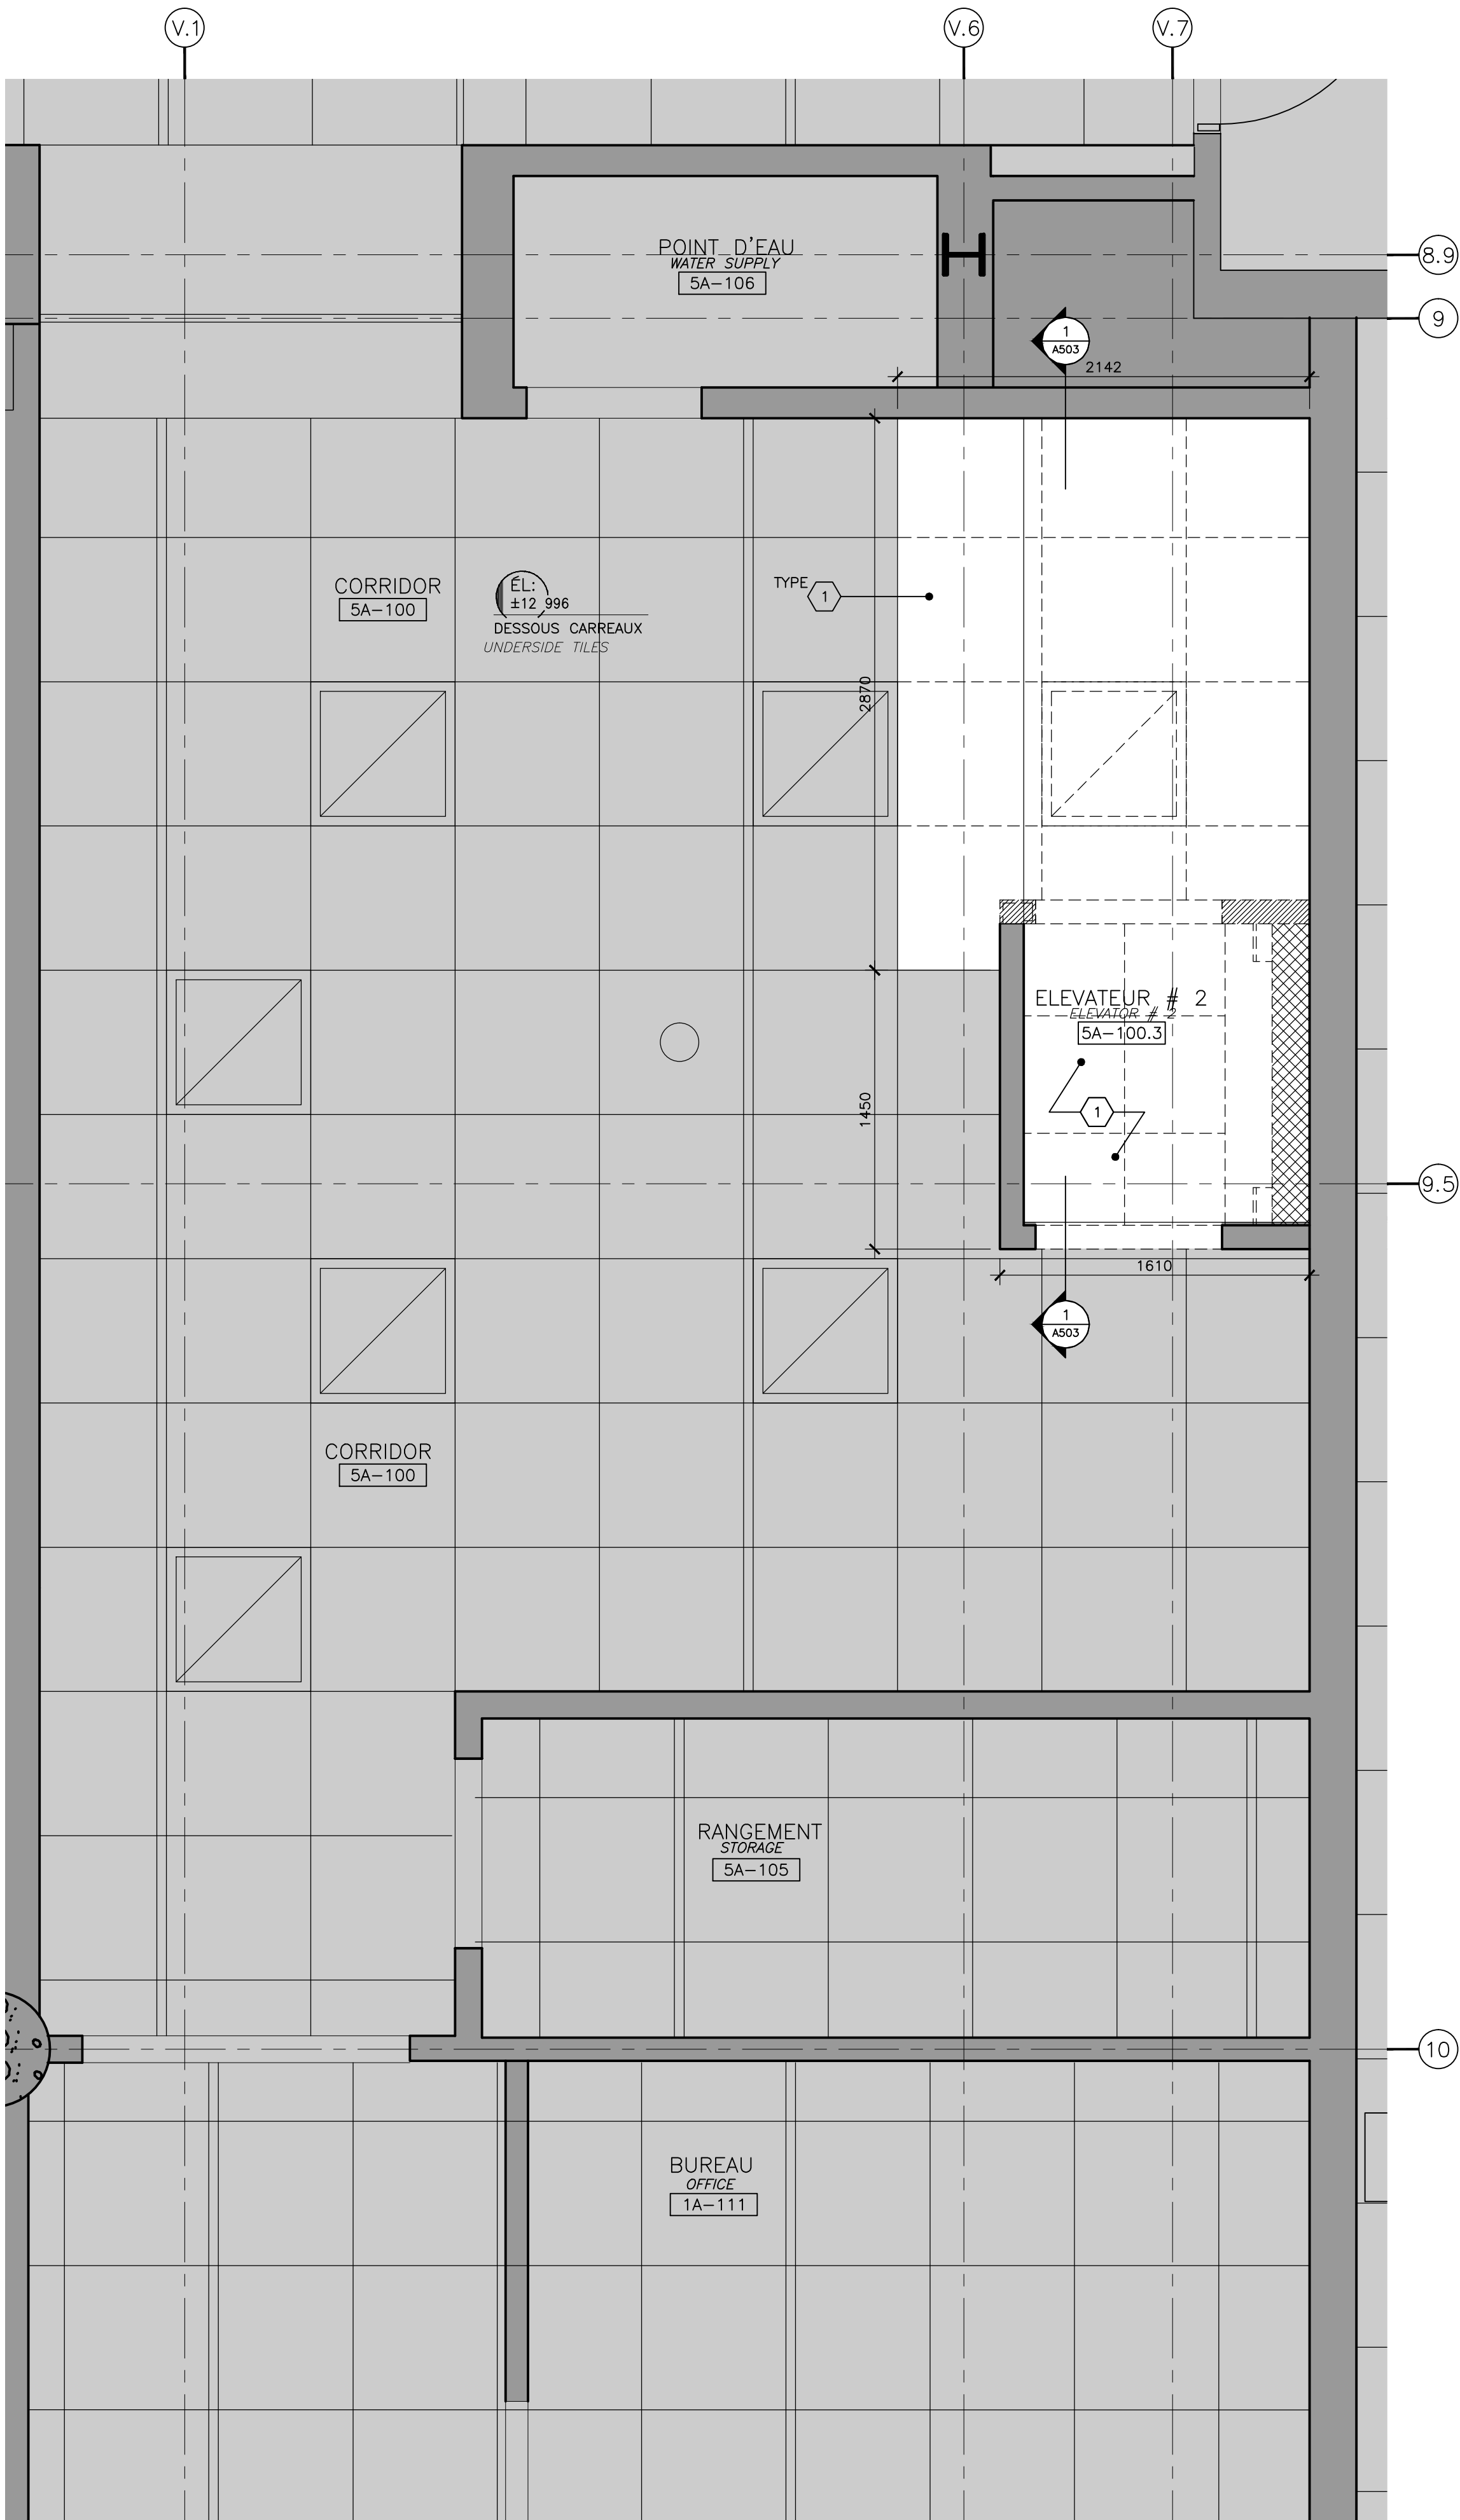 V.1
V.6
V.7
POINT D'EAU
WATER SUPPLY
5A-106
8.9
9
1
A503
2142
CORRIDOR
5A-100
ÉL:
±12 996
DESSOUS CARREAUX
UNDERSIDE TILES
TYPE
1
2870
ELEVATEUR # 2
ELEVATOR # 2
5A-100.3
1
1450
9.5
1610
1
A503
CORRIDOR
5A-100
RANGEMENT
STORAGE
5A-105
10
BUREAU
OFFICE
1A-111